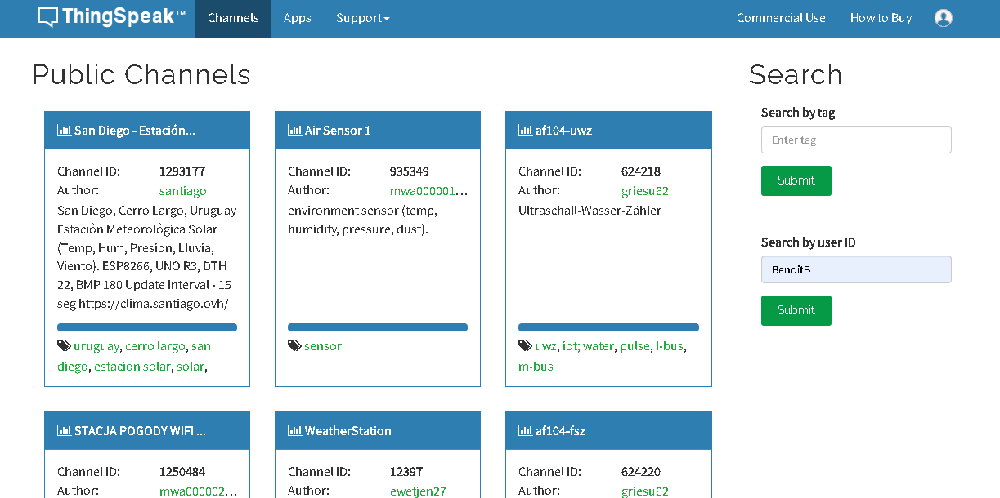 ThingSpeak™ Channels Apps Support Commercial Use How to Buy
Public Channels
San Diego - Estación...
Channel ID: 1293177
Author: santiago
San Diego, Cerro Largo, Uruguay
Estación Meteorológica Solar
(Temp, Hum, Presion, Lluvia,
Viento). ESP8266, UNO R3, DTH
22, BMP 180 Update Interval - 15
seg https://clima.santiago.ovh/
uruguay, cerro largo, san
diego, estacion solar, solar,
Air Sensor 1
Channel ID: 935349
Author: mwa000001...
environment sensor (temp,
humidity, pressure, dust).
sensor
af104-uwz
Channel ID: 624218
Author: griesu62
Ultraschall-Wasser-Zähler
uwz, iot; water, pulse, l-bus,
m-bus
STACJA POGODY WIFI ...
Channel ID: 1250484
Author: mwa000002...
WeatherStation
Channel ID: 12397
Author: ewetjen27
af104-fsz
Channel ID: 624220
Author: griesu62
Search
Search by tag
Enter tag
Submit
Search by user ID
BenoitB
Submit